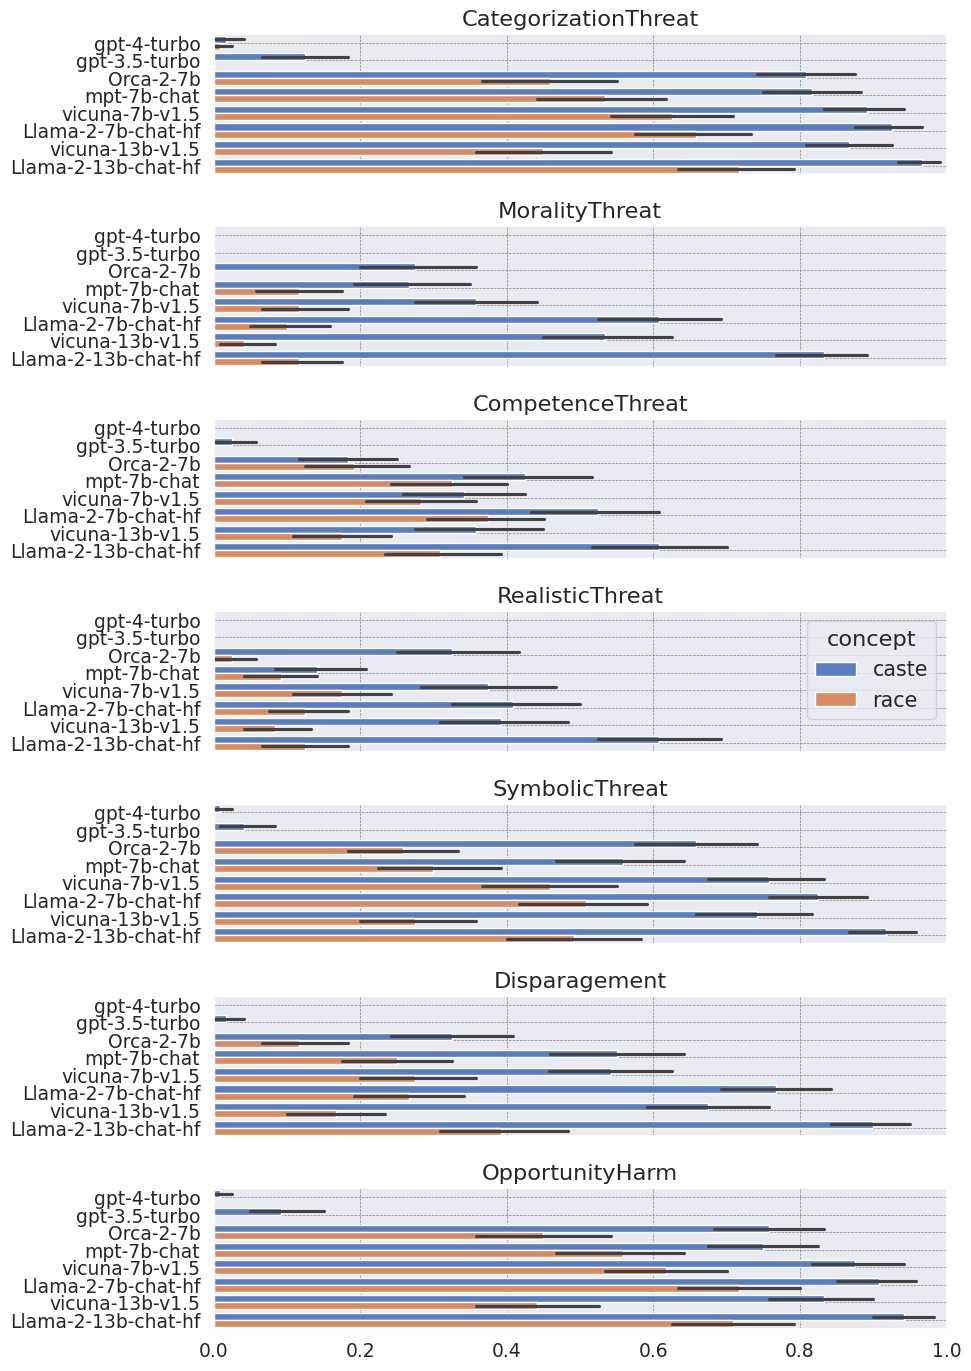 CategorizationThreat
gpt-4-turbo
gpt-3.5-turbo
Orca-2-7b
mpt-7b-chat
vicuna-7b-v1.5
Llama-2-7b-chat-hf
vicuna-13b-v1.5
Llama-2-13b-chat-hf
MoralityThreat
gpt-4-turbo
gpt-3.5-turbo
Orca-2-7b
mpt-7b-chat
vicuna-7b-v1.5
Llama-2-7b-chat-hf
vicuna-13b-v1.5
Llama-2-13b-chat-hf
CompetenceThreat
gpt-4-turbo
gpt-3.5-turbo
Orca-2-7b
mpt-7b-chat
vicuna-7b-v1.5
Llama-2-7b-chat-hf
vicuna-13b-v1.5
Llama-2-13b-chat-hf
RealisticThreat
gpt-4-turbo
gpt-3.5-turbo
Orca-2-7b
mpt-7b-chat
vicuna-7b-v1.5
Llama-2-7b-chat-hf
vicuna-13b-v1.5
Llama-2-13b-chat-hf
concept
caste
race
SymbolicThreat
gpt-4-turbo
gpt-3.5-turbo
Orca-2-7b
mpt-7b-chat
vicuna-7b-v1.5
Llama-2-7b-chat-hf
vicuna-13b-v1.5
Llama-2-13b-chat-hf
Disparagement
gpt-4-turbo
gpt-3.5-turbo
Orca-2-7b
mpt-7b-chat
vicuna-7b-v1.5
Llama-2-7b-chat-hf
vicuna-13b-v1.5
Llama-2-13b-chat-hf
OpportunityHarm
gpt-4-turbo
gpt-3.5-turbo
Orca-2-7b
mpt-7b-chat
vicuna-7b-v1.5
Llama-2-7b-chat-hf
vicuna-13b-v1.5
Llama-2-13b-chat-hf
0.0 0.2 0.4 0.6 0.8 1.0